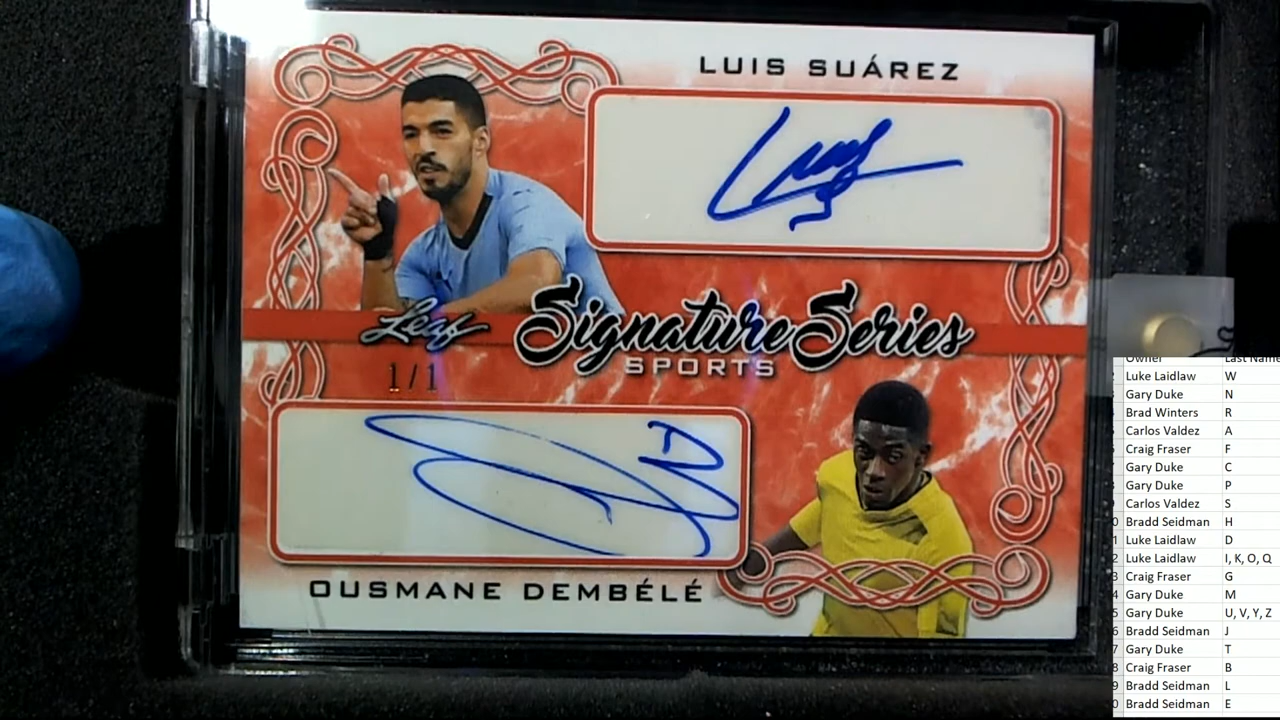 LUIS SUÁREZ
Leaf
Signature Series
SPORTS
1/1
OUSMANE DEMBÉLÉ
Owner Last Name
Luke Laidlaw W
Gary Duke N
Brad Winters R
Carlos Valdez A
Craig Fraser F
Gary Duke C
Gary Duke P
Carlos Valdez S
Bradd Seidman H
Luke Laidlaw D
Luke Laidlaw I, K, O, Q
Craig Fraser G
Gary Duke M
Gary Duke U, V, Y, Z
Bradd Seidman J
Gary Duke T
Craig Fraser B
Bradd Seidman L
Bradd Seidman E